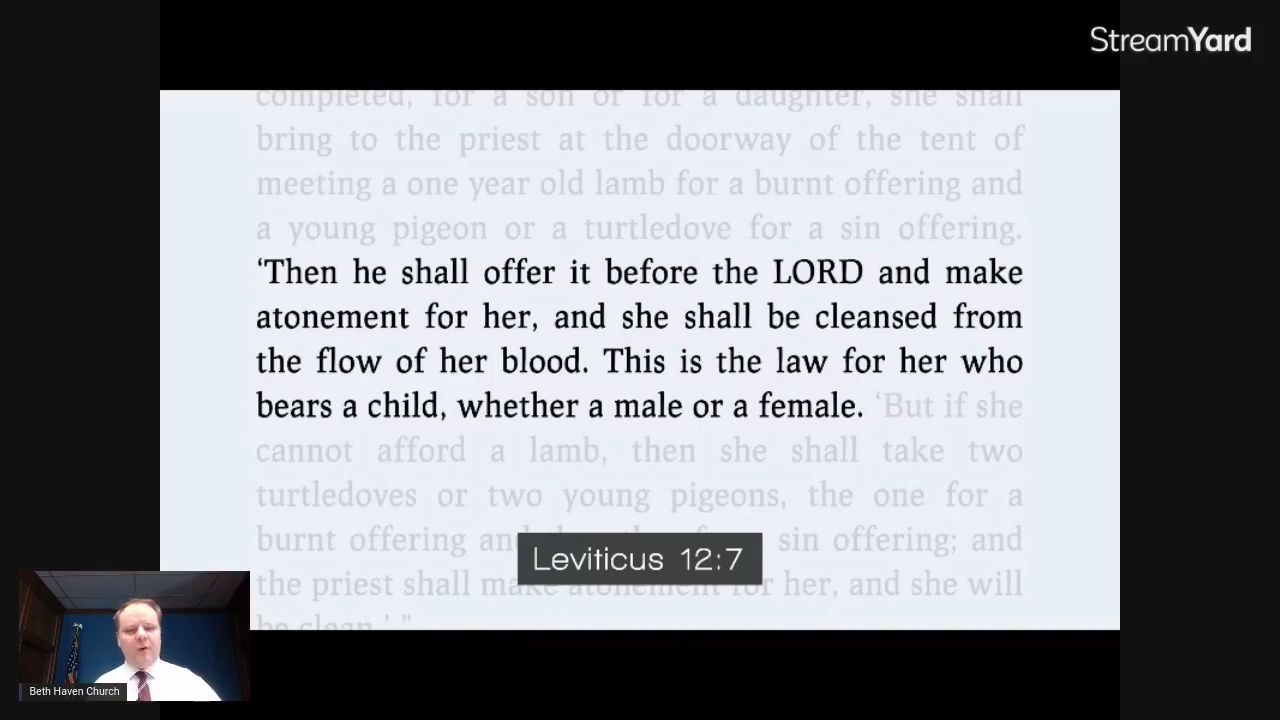 StreamYard
completed, for a son or for a daughter, she shall
bring to the priest at the doorway of the tent of
meeting a one year old lamb for a burnt offering and
a young pigeon or a turtledove for a sin offering.
‘Then he shall offer it before the LORD and make
atonement for her, and she shall be cleansed from
the flow of her blood. This is the law for her who
bears a child, whether a male or a female. ‘But if she
cannot afford a lamb, then she shall take two
turtledoves or two young pigeons, the one for a
burnt offering and sin offering; and
Leviticus 12:7
the priest shall make atonement for her, and she will
be clean.’ ”
Beth Haven Church